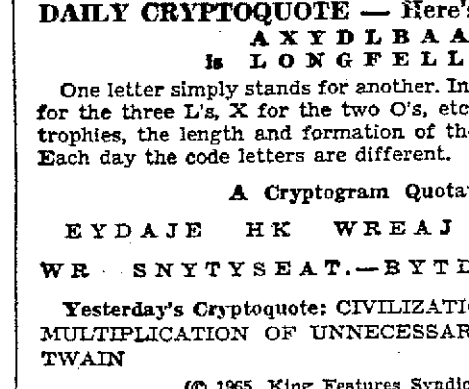 DAILY CRYPTOQUOTE — Here's
A X Y D L B A A
Is L O N G F E L L
One letter simply stands for another. In
for the three L's, X for the two O's, etc
trophies, the length and formation of th
Each day the code letters are different.
A Cryptogram Quota
E Y D A J E H K W R E A J
W R S N Y T Y S E A T . — B Y T D
Yesterday's Cryptoquote: CIVILIZATI
MULTIPLICATION OF UNNECESSAR
TWAIN
(© 1965, King Features Syndic